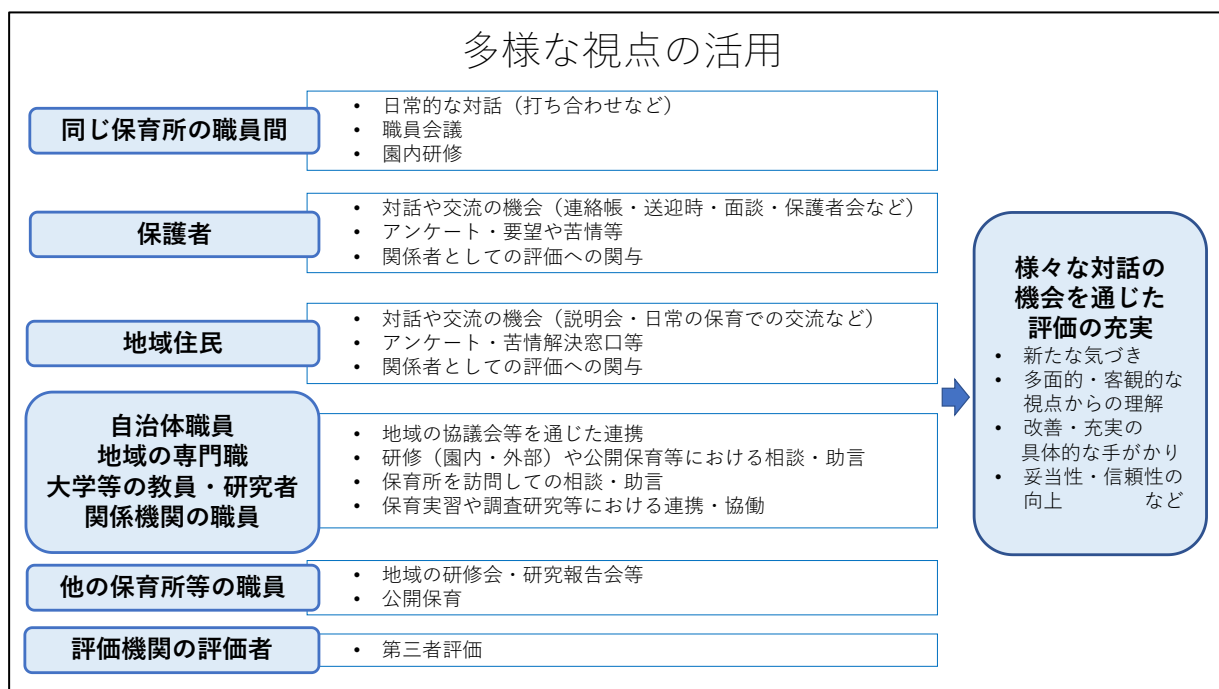 多様な視点の活用
同じ保育所の職員間
• 日常的な対話（打ち合わせなど）
• 職員会議
• 園内研修
保護者
• 対話や交流の機会（連絡帳・送迎時・面談・保護者会など）
• アンケート・要望や苦情等
• 関係者としての評価への関与
地域住民
• 対話や交流の機会（説明会・日常の保育での交流など）
• アンケート・苦情解決窓口等
• 関係者としての評価への関与
自治体職員
地域の専門職
大学等の教員・研究者
関係機関の職員
• 地域の協議会等を通じた連携
• 研修（園内・外部）や公開保育等における相談・助言
• 保育所を訪問しての相談・助言
• 保育実習や調査研究等における連携・協働
他の保育所等の職員
• 地域の研修会・研究報告会等
• 公開保育
評価機関の評価者
• 第三者評価
様々な対話の
機会を通じた
評価の充実
• 新たな気づき
• 多面的・客観的な
視点からの理解
• 改善・充実の
具体的な手がかり
• 妥当性・信頼性の
向上 など